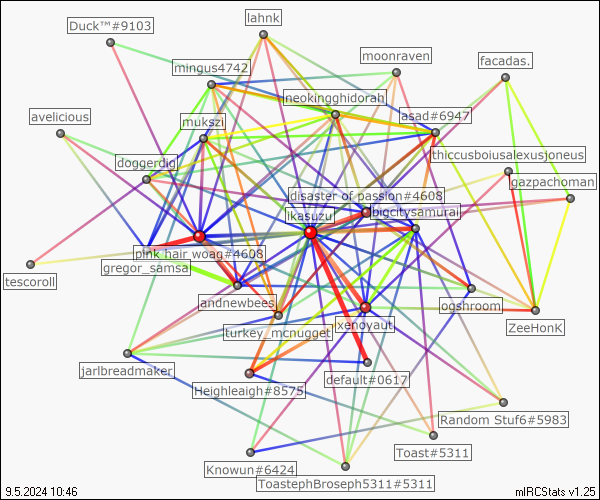 lahnk
Duck™#9103
moonraven
facadas.
mingus4742
neokingghidorah
asad#6947
avelicious
mukszi
thiccusboiusalexusjoneus
doggerdig
gazpachoman
disaster of passion#4608
bigcitysamurai
ikasuzu
pink hair woag#4608
gregor_samsa
tescoroll
andnewbees
ogshroom
turkey_mcnugget
xenoyaut
ZeeHonK
jarlbreadmaker
default#0617
Heighleaigh#8575
Random Stuf6#5983
Toast#5311
Knowun#6424
ToastephBroseph5311#5311
9.5.2024 10:46
mIRCStats v1.25